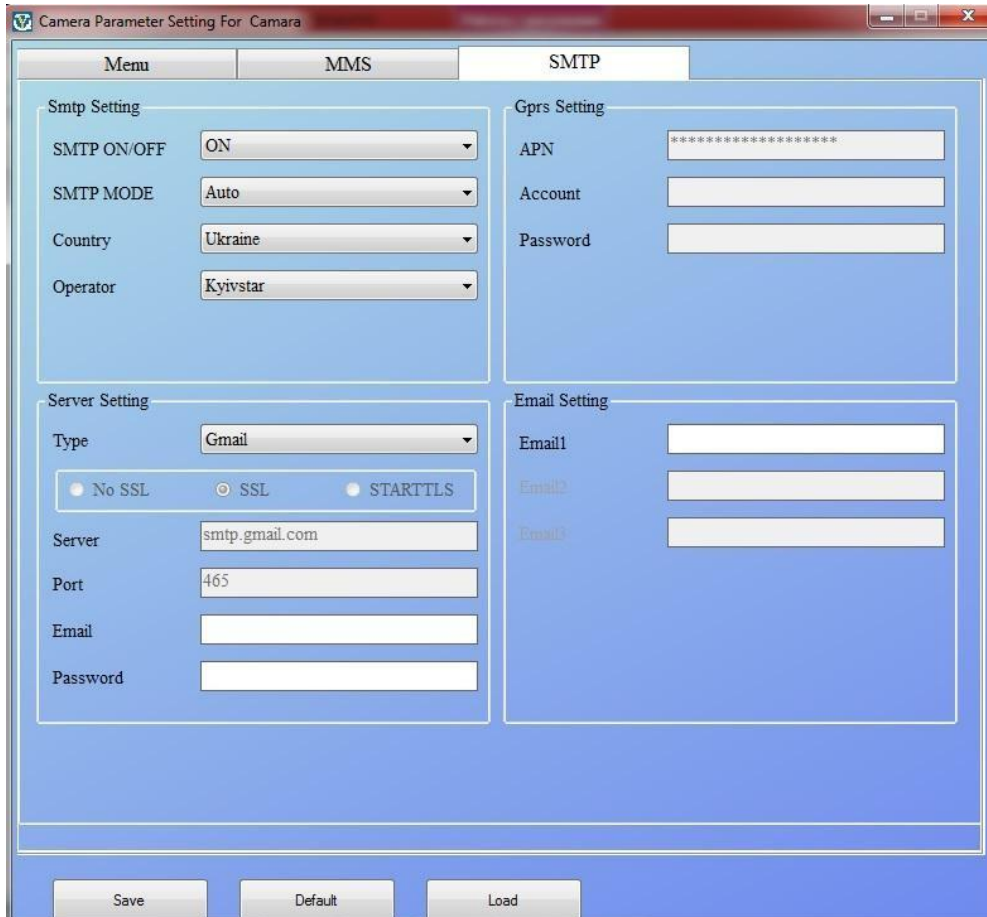 Camera Parameter Setting For Camara
Menu
MMS
SMTP
Smtp Setting
SMTP ON/OFF
ON
SMTP MODE
Auto
Country
Ukraine
Operator
Kyivstar
Gprs Setting
APN
*******************
Account
Password
Server Setting
Type
Gmail
No SSL
SSL
STARTTLS
Server
smtp.gmail.com
Port
465
Email
Password
Email Setting
Email1
Email2
Email3
Save
Default
Load